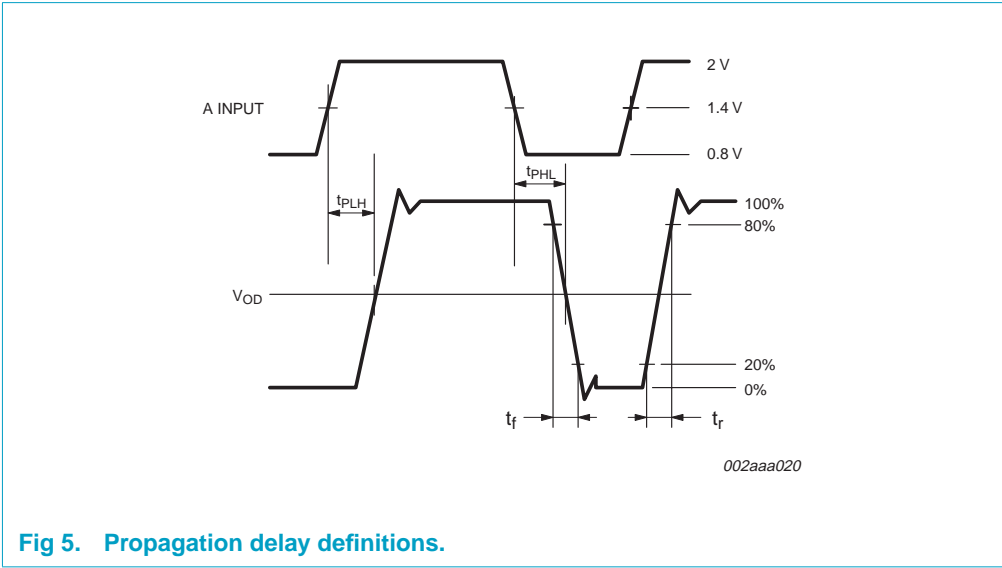 2 V
A INPUT
1.4 V
0.8 V
tPHL
tPLH
100%
80%
VOD
20%
0%
tf
tr
002aaa020
Fig 5. Propagation delay definitions.